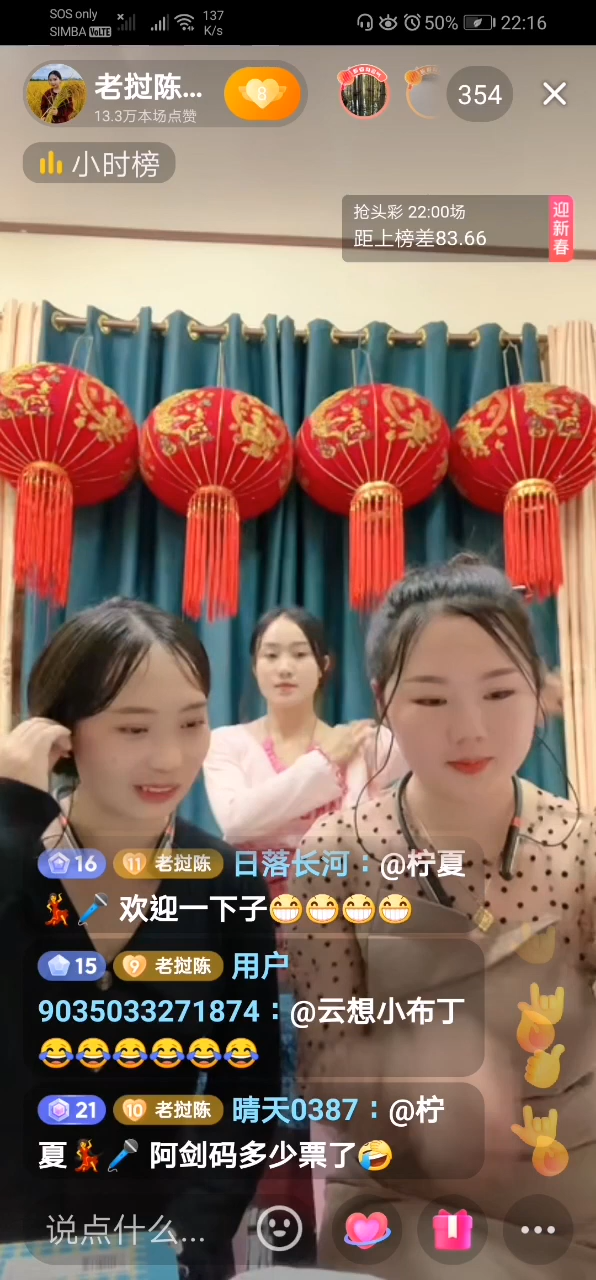 SOS only
SIMBA VoLTE
137
K/s
50%
22:16
老挝陈...
13.3万本场点赞
8
354
小时榜
抢头彩 22:00场
距上榜差83.66
迎新春
16 11 老挝陈 日落长河：@柠夏
💃🎤 欢迎一下子😁😁😁😁
15 9 老挝陈 用户
9035033271874：@云想小布丁
😂😂😂😂😂😂
21 10 老挝陈 晴天0387：@柠
夏💃🎤 阿剑码多少票了🤣
说点什么...